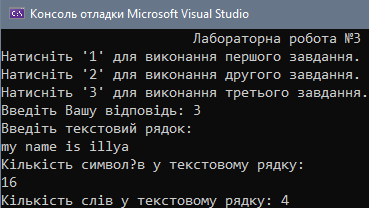 Консоль отладки Microsoft Visual Studio
Лабораторна робота №3
Натисніть '1' для виконання першого завдання.
Натисніть '2' для виконання другого завдання.
Натисніть '3' для виконання третього завдання.
Введіть Вашу відповідь: 3
Введіть текстовий рядок:
my name is illya
Кількість символ?в у текстовому рядку:
16
Кількість слів у текстовому рядку: 4